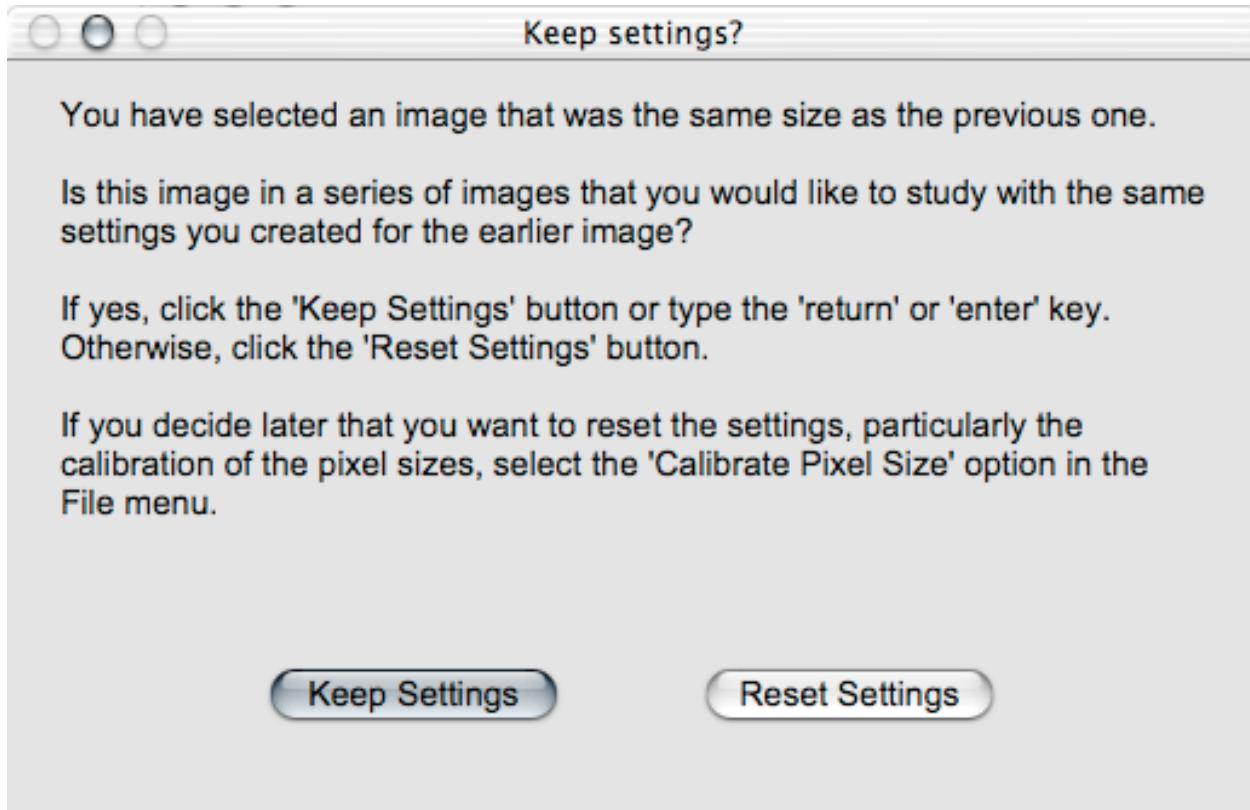 Keep settings?
You have selected an image that was the same size as the previous one.
Is this image in a series of images that you would like to study with the same
settings you created for the earlier image?
If yes, click the 'Keep Settings' button or type the 'return' or 'enter' key.
Otherwise, click the 'Reset Settings' button.
If you decide later that you want to reset the settings, particularly the
calibration of the pixel sizes, select the 'Calibrate Pixel Size' option in the
File menu.
Keep Settings
Reset Settings